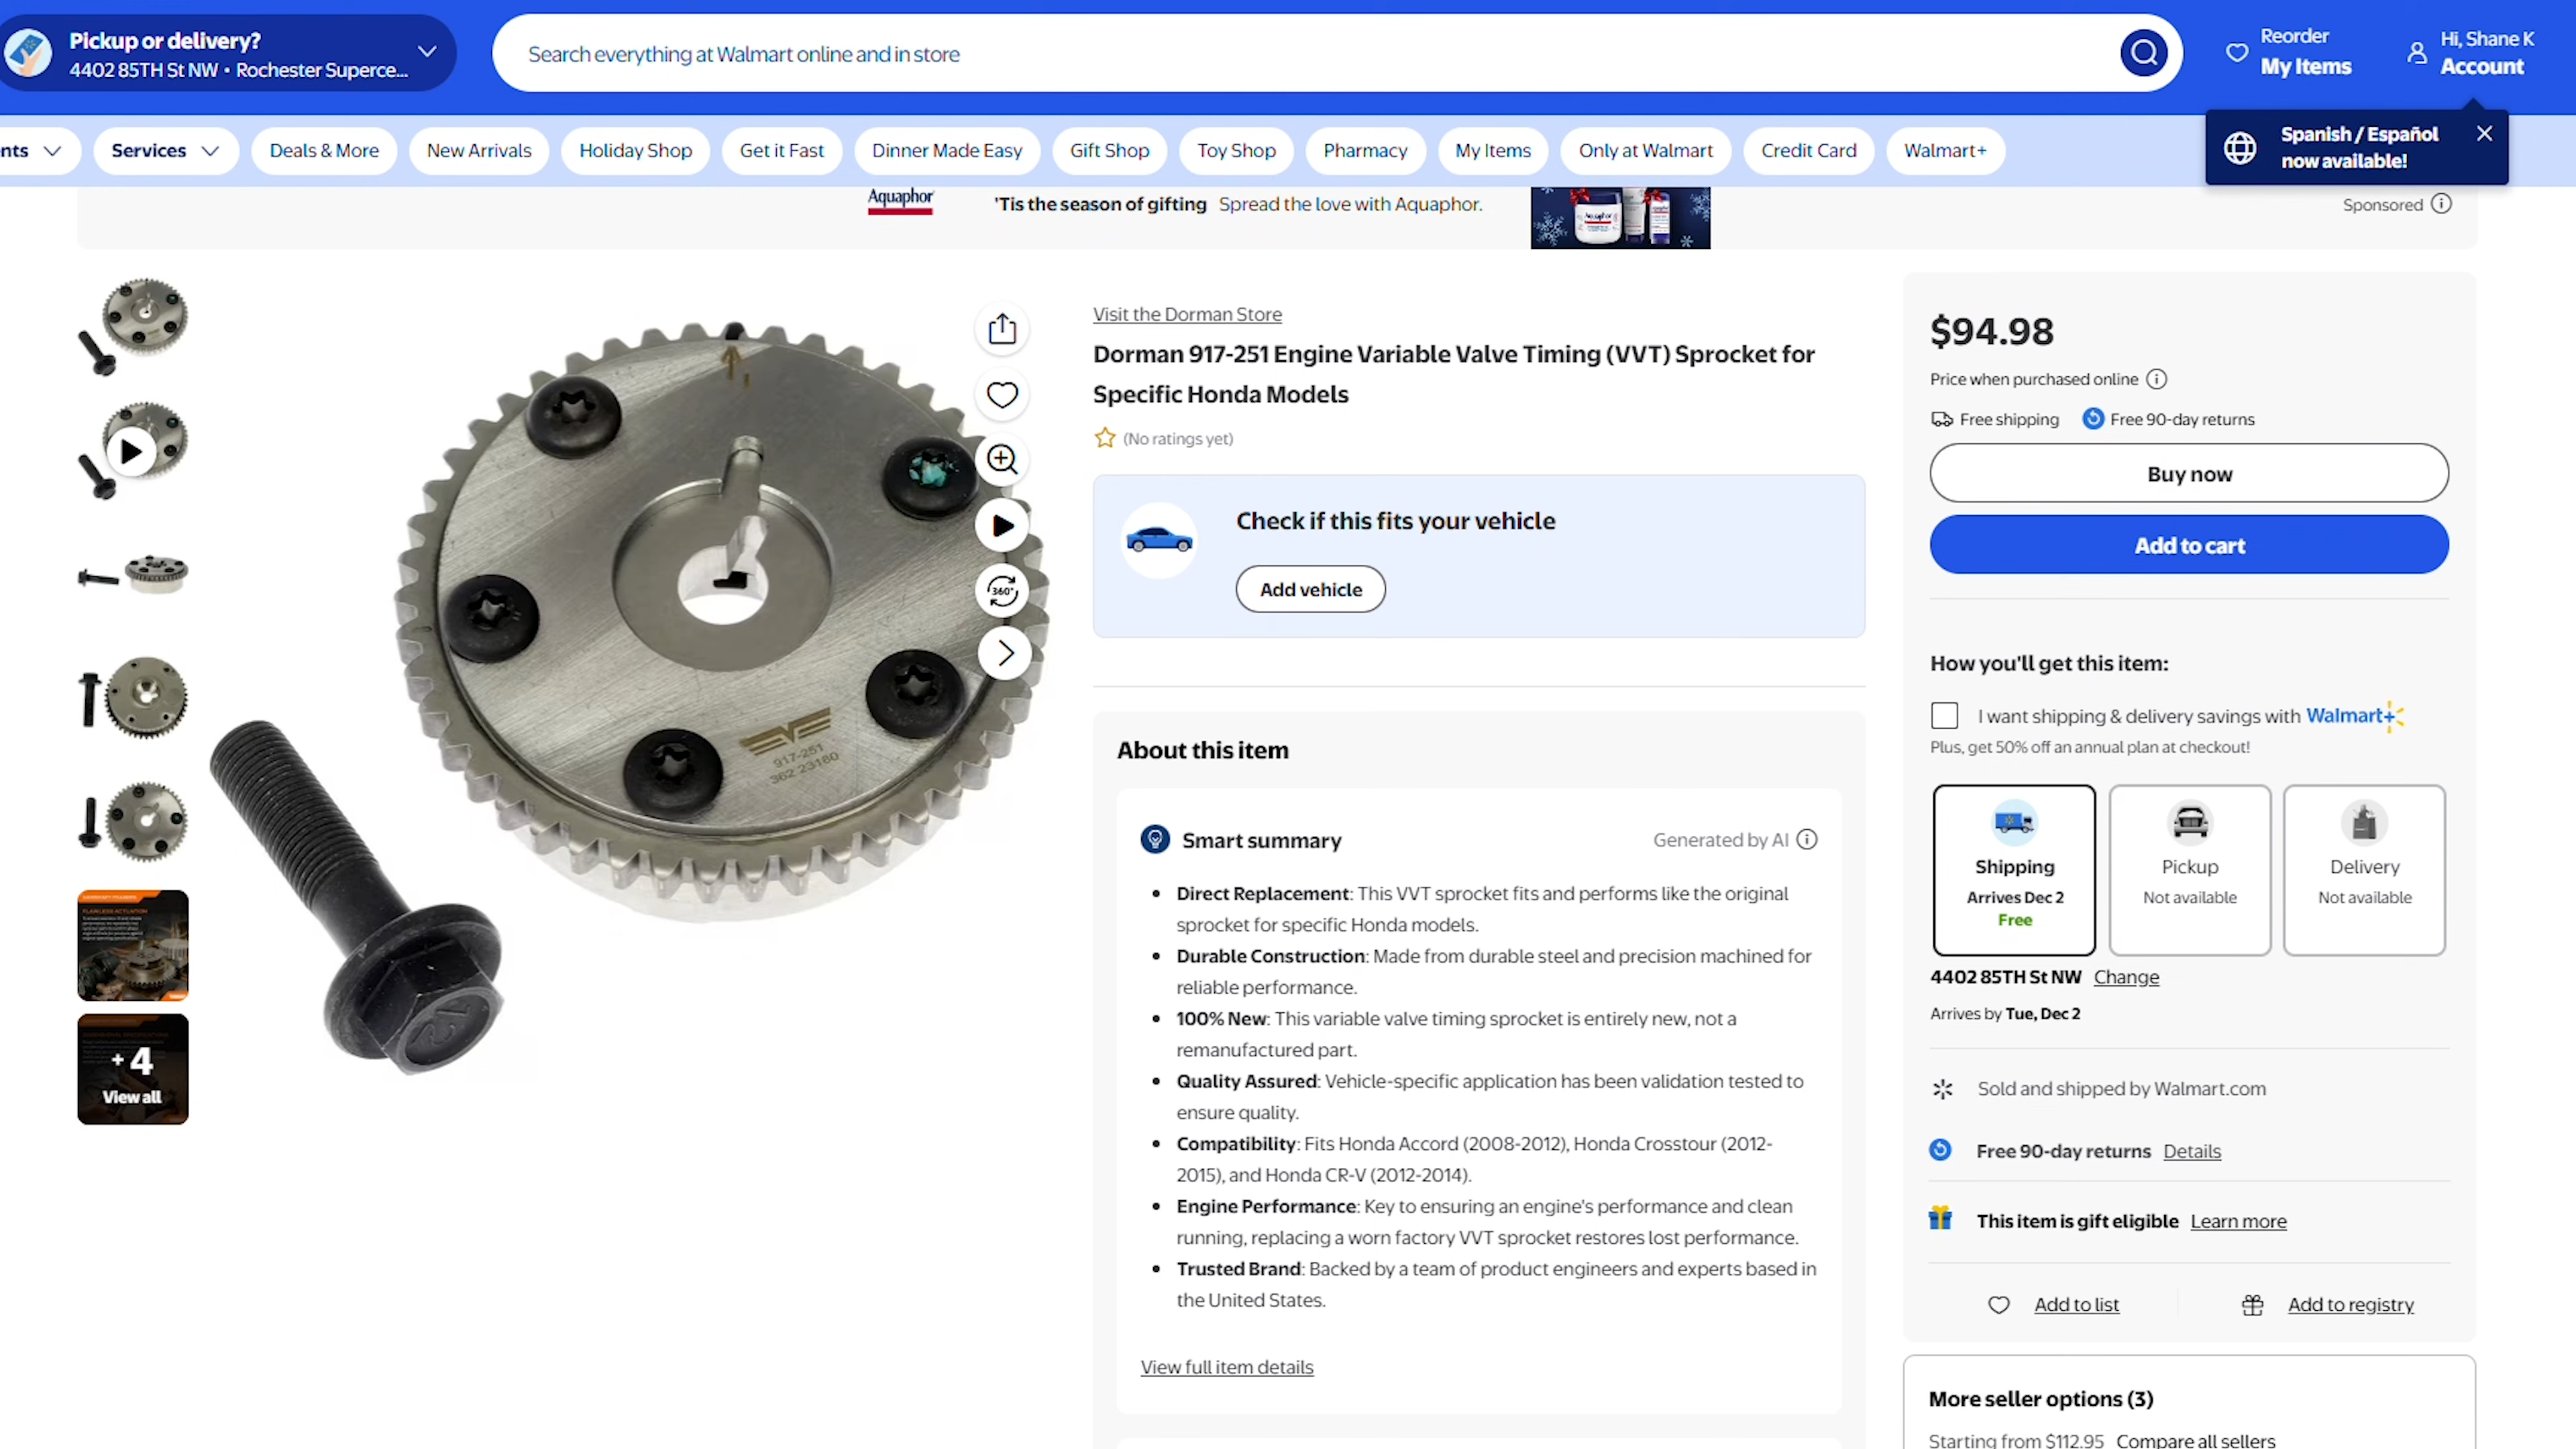 Pickup or delivery?
4402 85TH St NW • Rochester Superce...
Search everything at Walmart online and in store
Reorder
My Items
Hi, Shane K
Account
nts
Services
Deals & More
New Arrivals
Holiday Shop
Get it Fast
Dinner Made Easy
Gift Shop
Toy Shop
Pharmacy
My Items
Only at Walmart
Credit Card
Walmart+
Spanish / Español
now available!
Aquaphor
'Tis the season of gifting Spread the love with Aquaphor.
Sponsored
Visit the Dorman Store
Dorman 917-251 Engine Variable Valve Timing (VVT) Sprocket for
Specific Honda Models
(No ratings yet)
Check if this fits your vehicle
Add vehicle
360°
917-251
362 23160
+ 4
View all
About this item
Smart summary
Generated by AI
• Direct Replacement: This VVT sprocket fits and performs like the original
sprocket for specific Honda models.
• Durable Construction: Made from durable steel and precision machined for
reliable performance.
• 100% New: This variable valve timing sprocket is entirely new, not a
remanufactured part.
• Quality Assured: Vehicle-specific application has been validation tested to
ensure quality.
• Compatibility: Fits Honda Accord (2008-2012), Honda Crosstour (2012-
2015), and Honda CR-V (2012-2014).
• Engine Performance: Key to ensuring an engine's performance and clean
running, replacing a worn factory VVT sprocket restores lost performance.
• Trusted Brand: Backed by a team of product engineers and experts based in
the United States.
View full item details
$94.98
Price when purchased online
Free shipping
Free 90-day returns
Buy now
Add to cart
How you'll get this item:
I want shipping & delivery savings with Walmart+
Plus, get 50% off an annual plan at checkout!
Shipping
Arrives Dec 2
Free
Pickup
Not available
Delivery
Not available
4402 85TH St NW Change
Arrives by Tue, Dec 2
Sold and shipped by Walmart.com
Free 90-day returns Details
This item is gift eligible Learn more
Add to list
Add to registry
More seller options (3)
Starting from $112.95 Compare all sellers